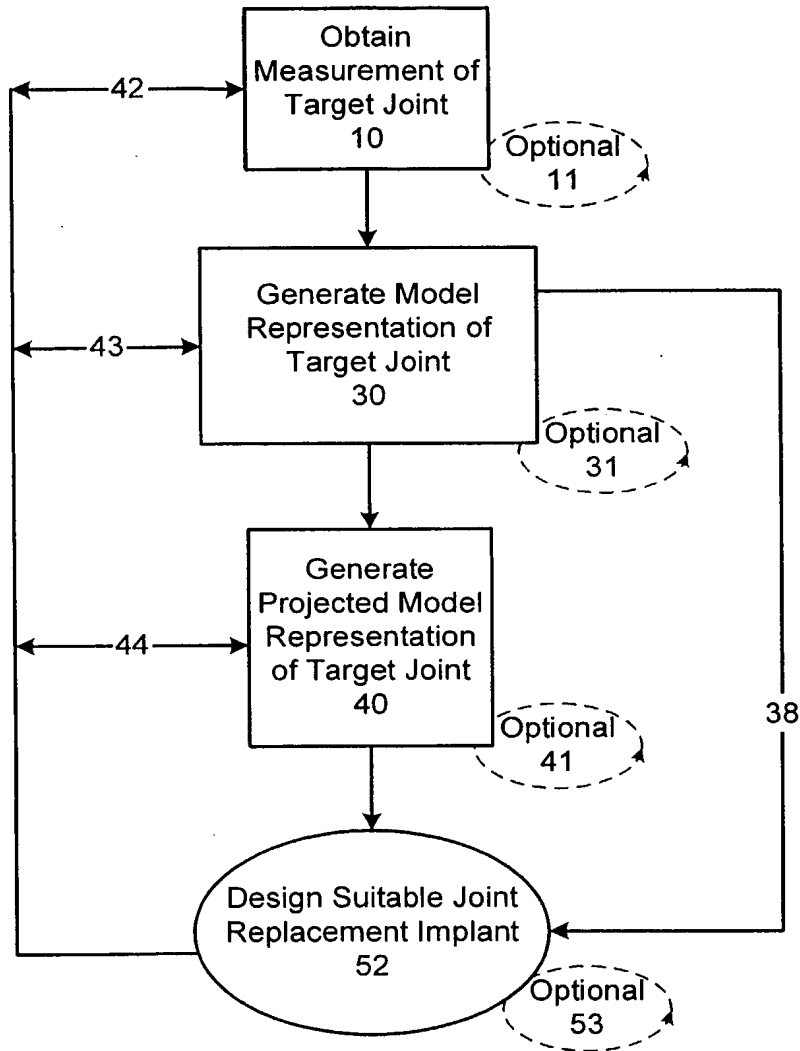 Obtain
Measurement of
Target Joint
10
42
Optional
11
Generate Model
Representation of
Target Joint
30
43
Optional
31
Generate
Projected Model
Representation
of Target Joint
40
44
38
Optional
41
Design Suitable Joint
Replacement Implant
52
Optional
53